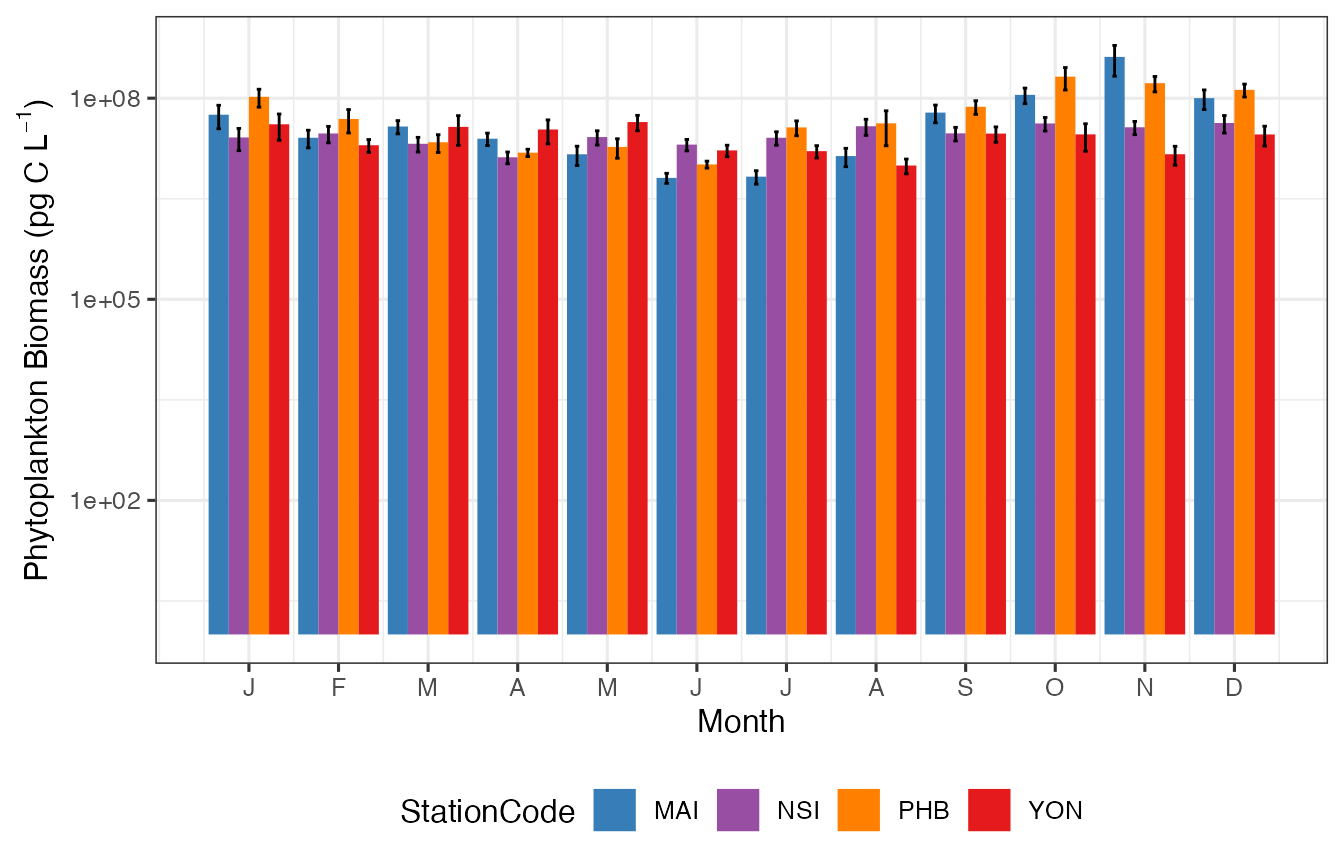 Phytoplankton Biomass (pg C L⁻¹)
1e+08
1e+05
1e+02
J F M A M J J A S O N D
Month
StationCode MAI NSI PHB YON